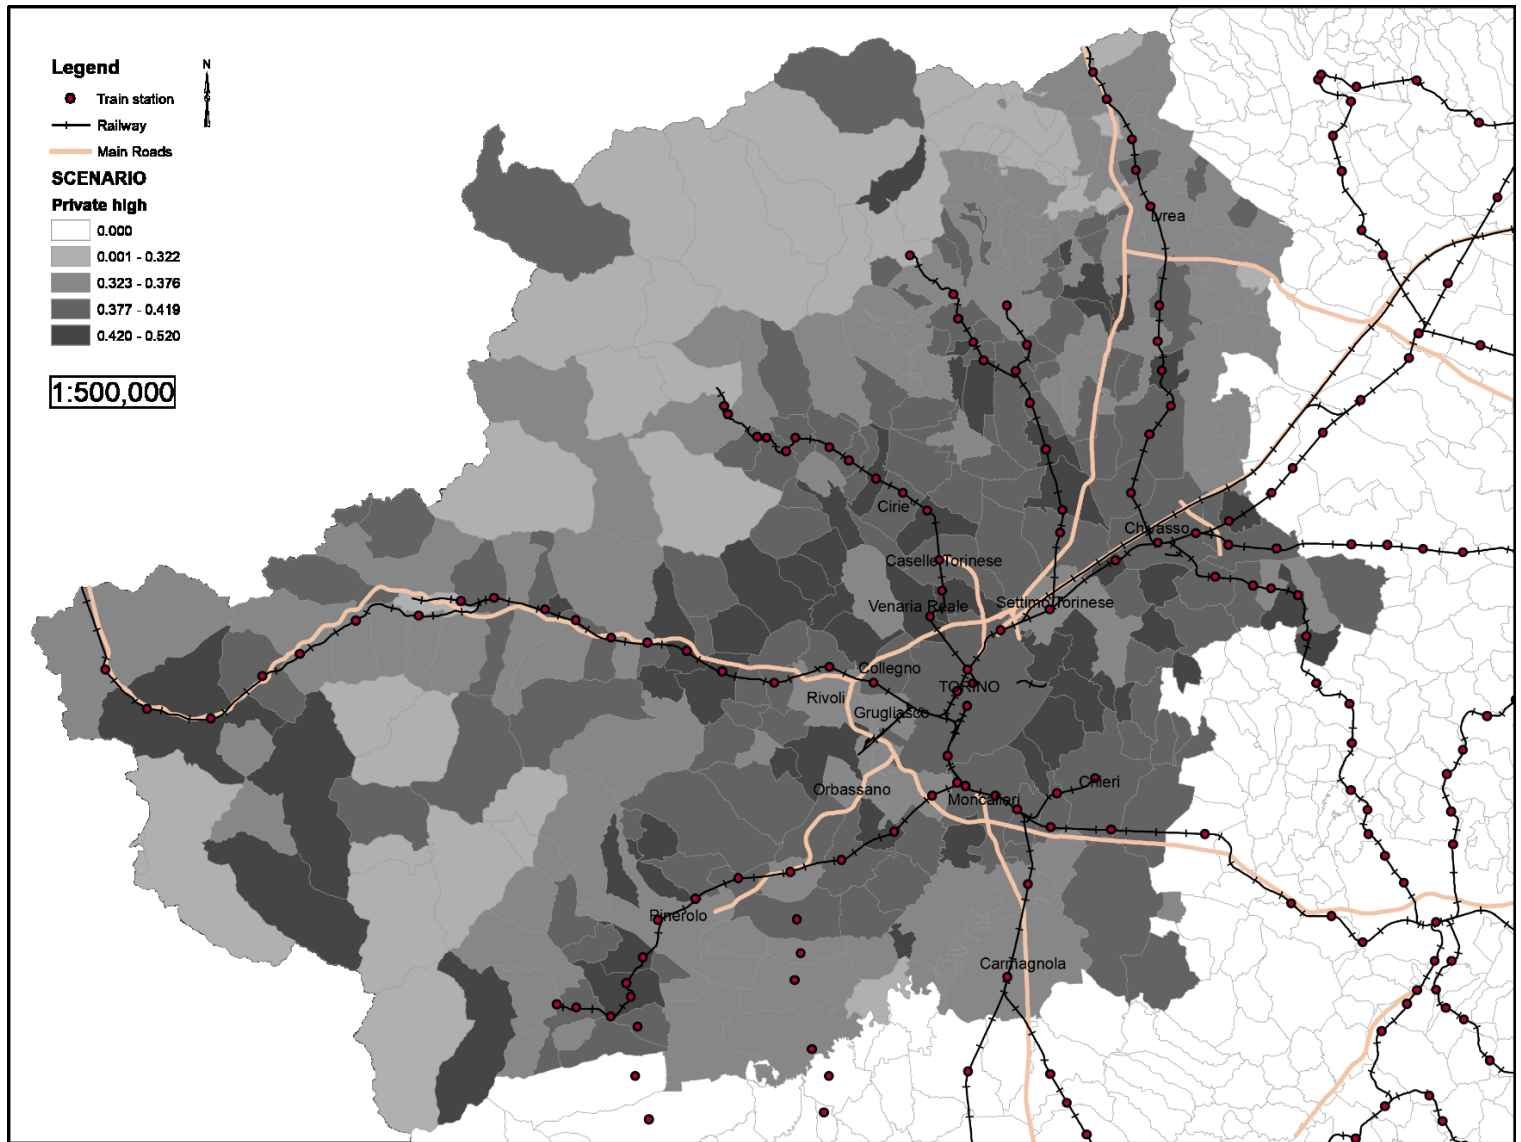 Legend
N
Train station
Railway
Main Roads
SCENARIO
Private high
0.000
0.001 - 0.322
0.323 - 0.376
0.377 - 0.419
0.420 - 0.520
1:500,000
Ivrea
Cirie
Chivasso
Caselle Torinese
Venaria Reale
Settimo Torinese
Collegno
TORINO
Rivoli
Grugliasco
Orbassano
Chieri
Moncalieri
Pinerolo
Carmagnola